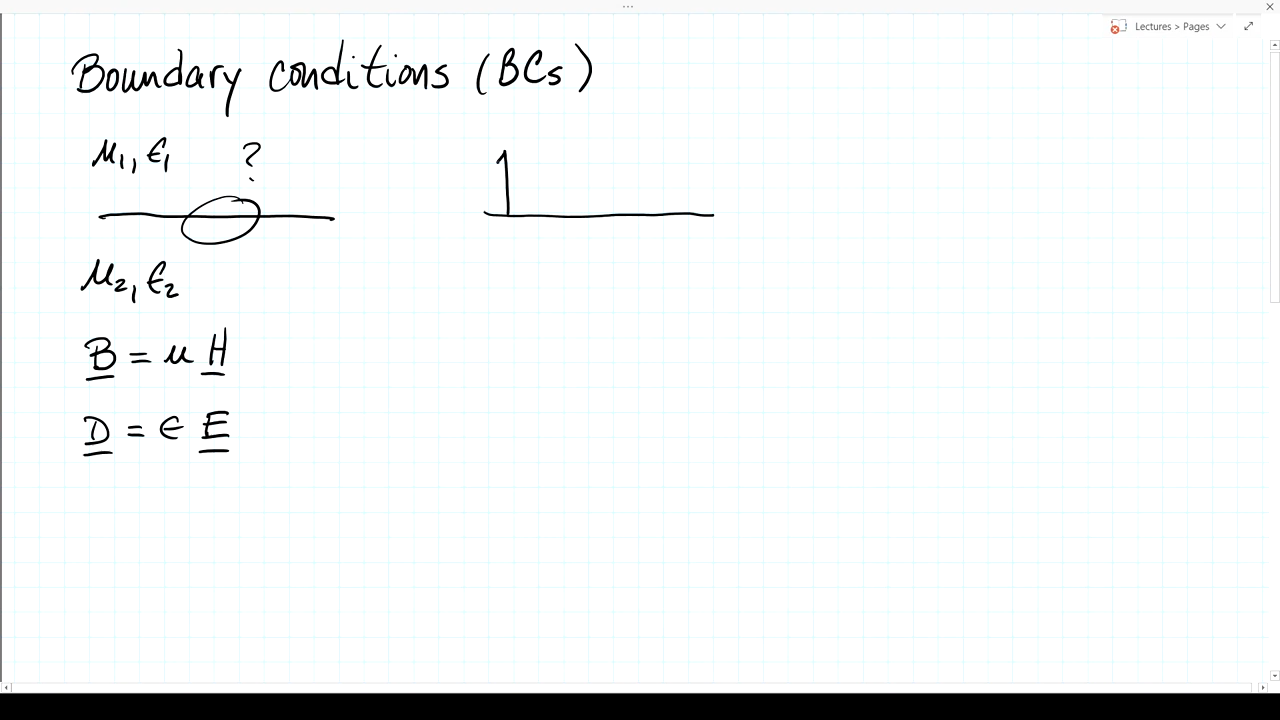 Lectures > Pages
Boundary conditions (BCs)
μ₁, ϵ₁ ?
μ₂, ϵ₂
B = μ H
D = ϵ E